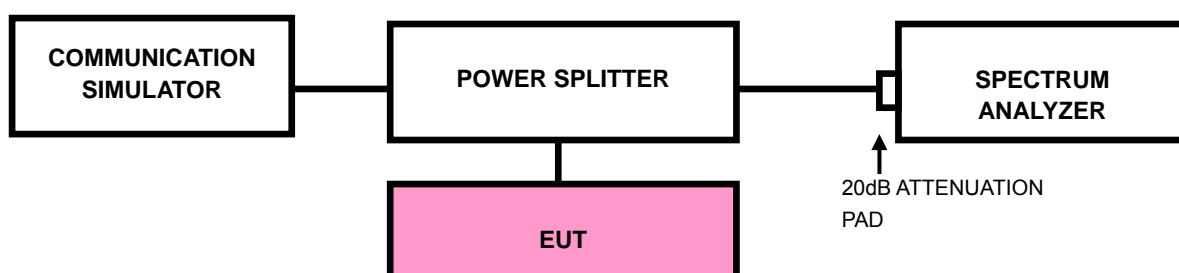 COMMUNICATION
SIMULATOR
POWER SPLITTER
SPECTRUM
ANALYZER
20dB ATTENUATION
PAD
EUT